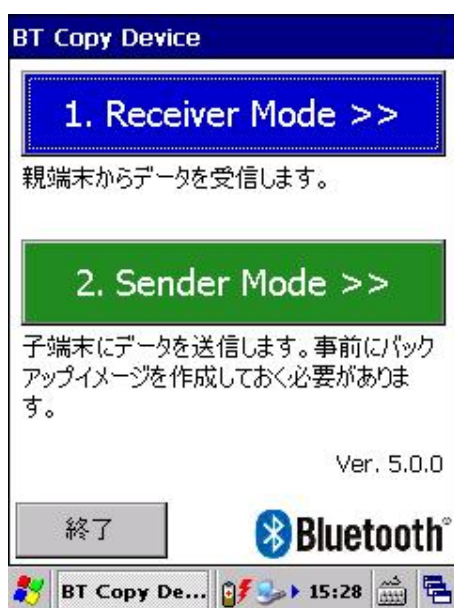 BT Copy Device
1. Receiver Mode >>
親端末からデータを受信します。
2. Sender Mode >>
子端末にデータを送信します。事前にバック
アップイメージを作成しておく必要がありま
す。
Ver. 5.0.0
終了
Bluetooth®
BT Copy De... 15:28